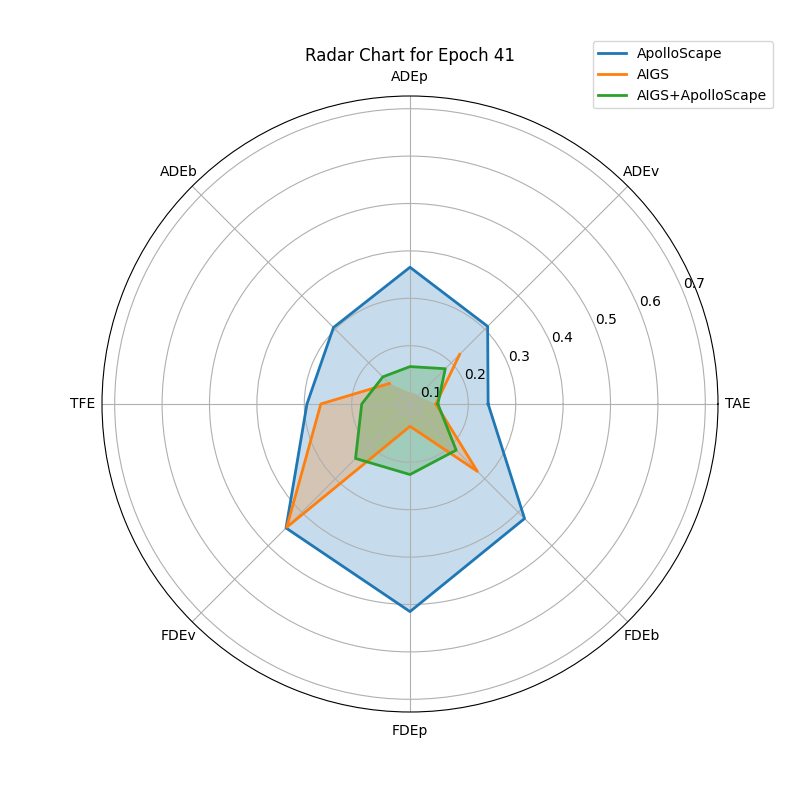 Radar Chart for Epoch 41
ApolloScape
AIGS
AIGS+ApolloScape
ADEp
ADEb
ADEv
0.7
0.6
0.5
0.4
0.3
0.2
0.1
TFE
TAE
FDEv
FDEb
FDEp